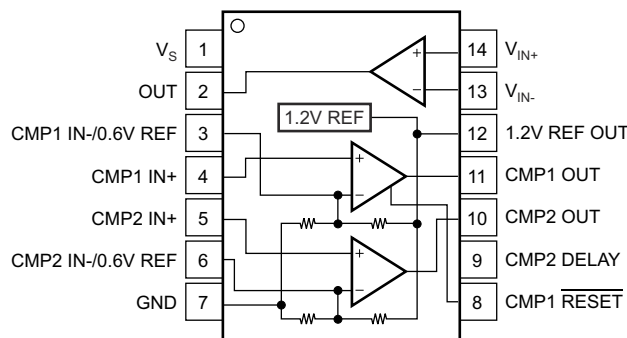 V_S 1
OUT 2
CMP1 IN-/0.6V REF 3
CMP1 IN+ 4
CMP2 IN+ 5
CMP2 IN-/0.6V REF 6
GND 7
1.2V REF
+
−
+
−
+
−
14 V_IN+
13 V_IN-
12 1.2V REF OUT
11 CMP1 OUT
10 CMP2 OUT
9 CMP2 DELAY
8 CMP1 R̅E̅S̅E̅T̅